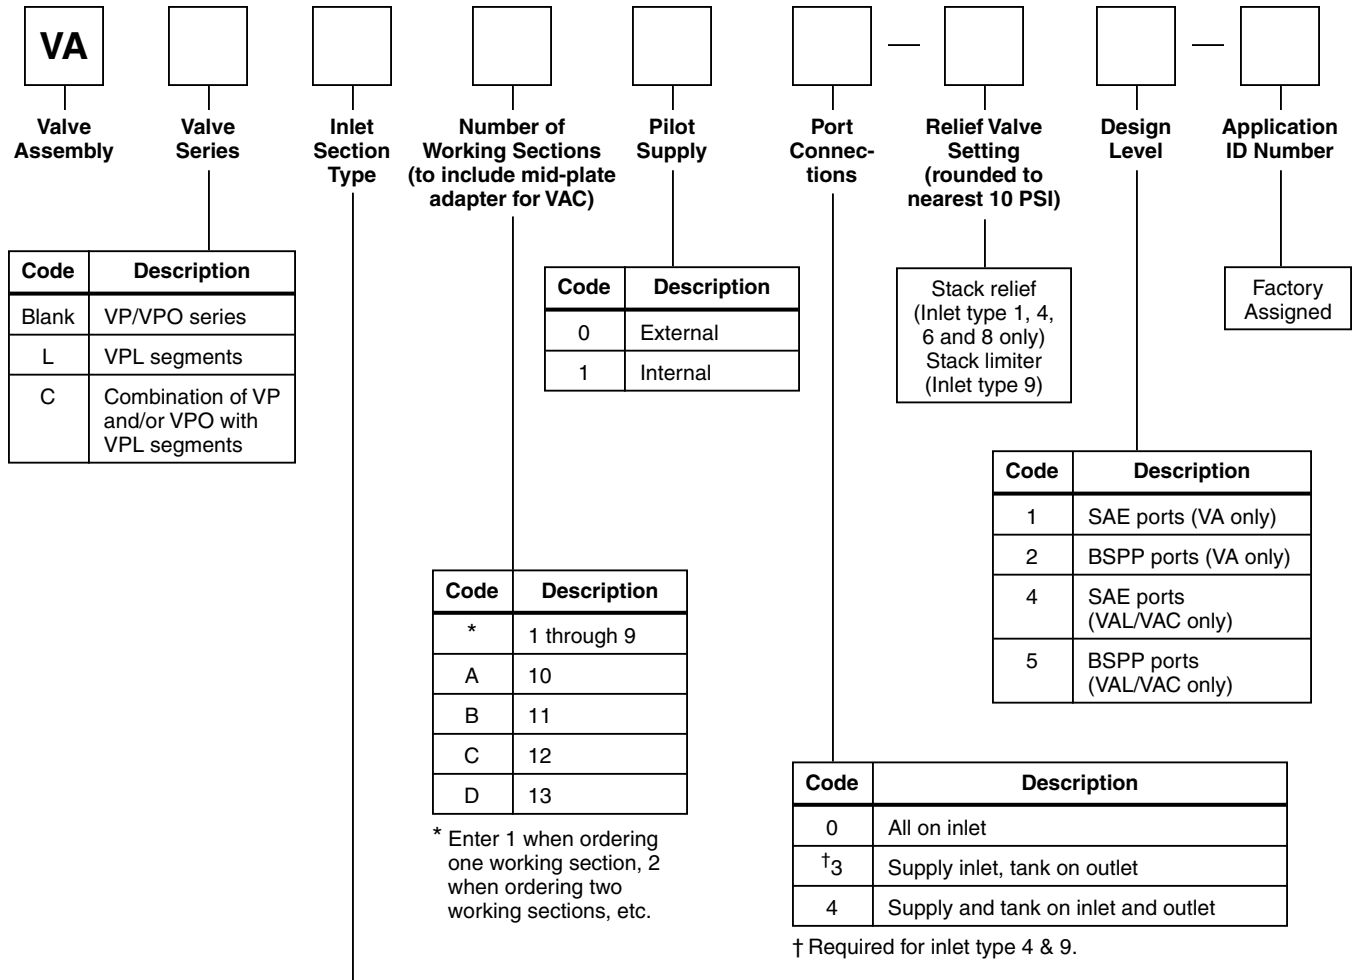 VA
—
—
Valve
Assembly
Valve
Series
Inlet
Section
Type
Number of
Working Sections
(to include mid-plate
adapter for VAC)
Pilot
Supply
Port
Connec-
tions
Relief Valve
Setting
(rounded to
nearest 10 PSI)
Design
Level
Application
ID Number
Code Description
Blank VP/VPO series
L VPL segments
C Combination of VP
and/or VPO with
VPL segments
Code Description
0 External
1 Internal
Stack relief
(Inlet type 1, 4,
6 and 8 only)
Stack limiter
(Inlet type 9)
Factory
Assigned
Code Description
1 SAE ports (VA only)
2 BSPP ports (VA only)
4 SAE ports
(VAL/VAC only)
5 BSPP ports
(VAL/VAC only)
Code Description
* 1 through 9
A 10
B 11
C 12
D 13
* Enter 1 when ordering
one working section, 2
when ordering two
working sections, etc.
Code Description
0 All on inlet
†3 Supply inlet, tank on outlet
4 Supply and tank on inlet and outlet
† Required for inlet type 4 & 9.